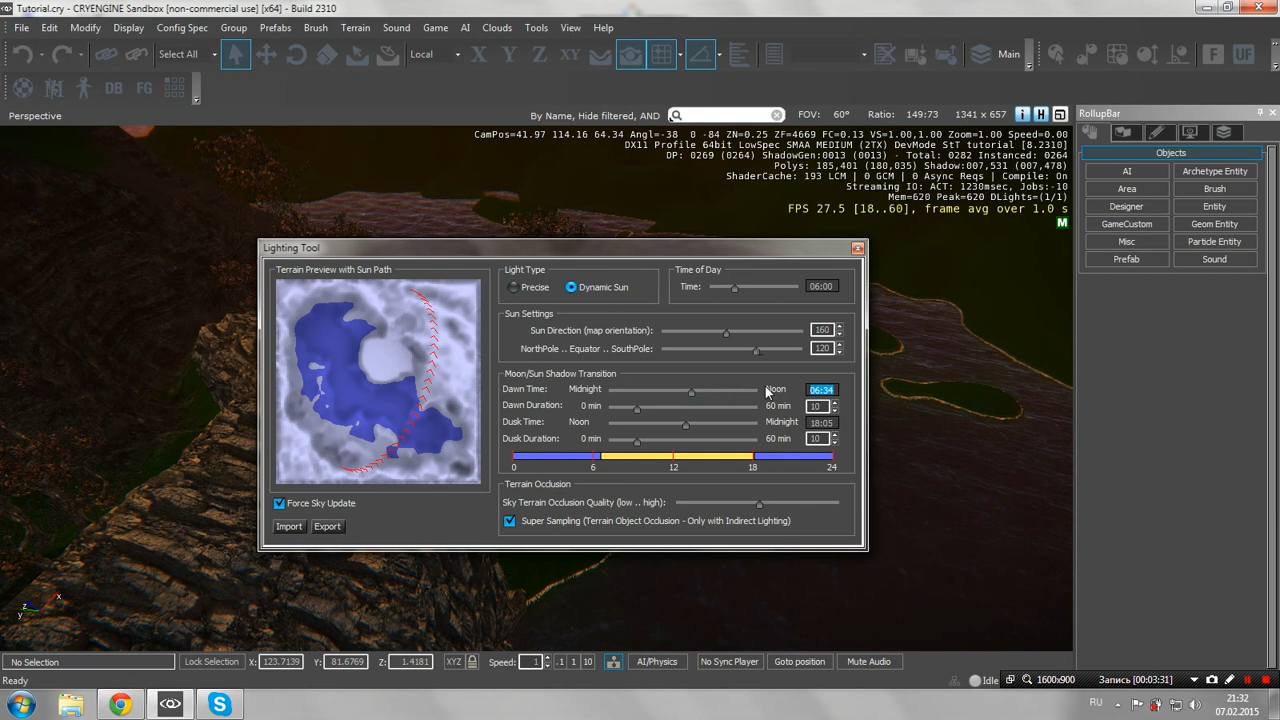 Tutorial.cry - CRYENGINE Sandbox [non-commercial use] [x64] - Build 2310
File Edit Modify Display Config Spec Group Prefabs Brush Terrain Sound Game AI Clouds Tools View Help
Select All Local X Y Z XY Main F UF
DB FG
Perspective By Name, Hide filtered, AND FOV: 60° Ratio: 149:73 1341 x 657 i H
RollupBar
CamPos=41.97 114.16 64.34 Angl=-38 0 -84 ZN=0.25 ZF=4669 FC=0.13 VS=1.00,1.00 Zoom=1.00 Speed=0.00
DX11 Profile 64bit LowSpec SMAA MEDIUM (2TX) DevMode StT tutorial [8.2310]
DP: 0269 (0264) ShadowGen:0013 (0013) - Total: 0282 Instanced: 0264
Polys: 185,401 (180,035) Shadow:007,531 (007,478)
ShaderCache: 193 LCM | 0 GCM | 0 Async Reqs | Compile: On
Streaming IO: ACT: 1230msec, Jobs:-10
Mem=620 Peak=620 DLights=(1/1)
FPS 27.5 [18..60], frame avg over 1.0 s
M
Objects
AI Archetype Entity
Area Brush
Designer Entity
GameCustom Geom Entity
Misc Particle Entity
Prefab Sound
Lighting Tool
Terrain Preview with Sun Path
Force Sky Update
Import Export
Light Type
Precise Dynamic Sun
Time of Day
Time: 06:00
Sun Settings
Sun Direction (map orientation): 160
NorthPole .. Equator .. SouthPole: 120
Moon/Sun Shadow Transition
Dawn Time: Midnight Noon 06:34
Dawn Duration: 0 min 60 min 10
Dusk Time: Noon Midnight 18:05
Dusk Duration: 0 min 60 min 10
0 6 12 18 24
Terrain Occlusion
Sky Terrain Occlusion Quality (low .. high):
Super Sampling (Terrain Object Occlusion - Only with Indirect Lighting)
z x
y
No Selection Lock Selection X: 123.7139 Y: 81.6769 Z: 1.4181 XYZ Speed: 1 .1 1 10 AI/Physics No Sync Player Goto position Mute Audio
Ready Idle 1600x900 Запись [00:03:31]
RU 21:32
07.02.2015